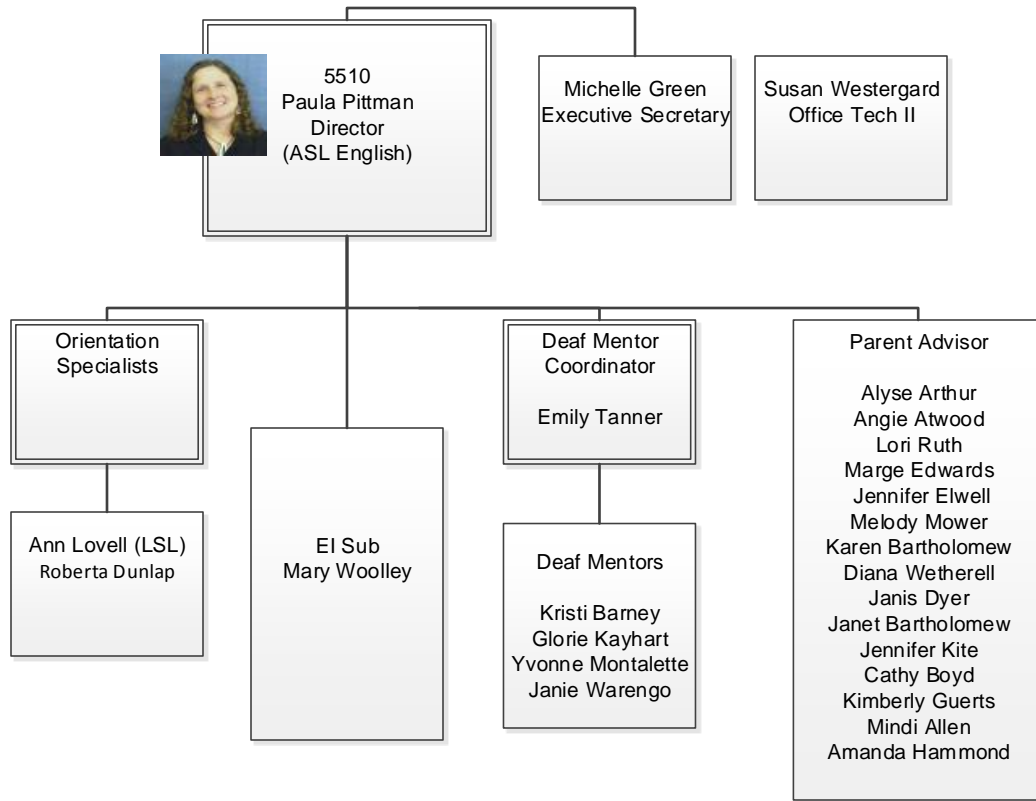 5510
Paula Pittman
Director
(ASL English)
Michelle Green
Executive Secretary
Susan Westergard
Office Tech II
Orientation
Specialists
Ann Lovell (LSL)
Roberta Dunlap
EI Sub
Mary Woolley
Deaf Mentor
Coordinator
Emily Tanner
Deaf Mentors
Kristi Barney
Glorie Kayhart
Yvonne Montalette
Janie Warengo
Parent Advisor
Alyse Arthur
Angie Atwood
Lori Ruth
Marge Edwards
Jennifer Elwell
Melody Mower
Karen Bartholomew
Diana Wetherell
Janis Dyer
Janet Bartholomew
Jennifer Kite
Cathy Boyd
Kimberly Guerts
Mindi Allen
Amanda Hammond